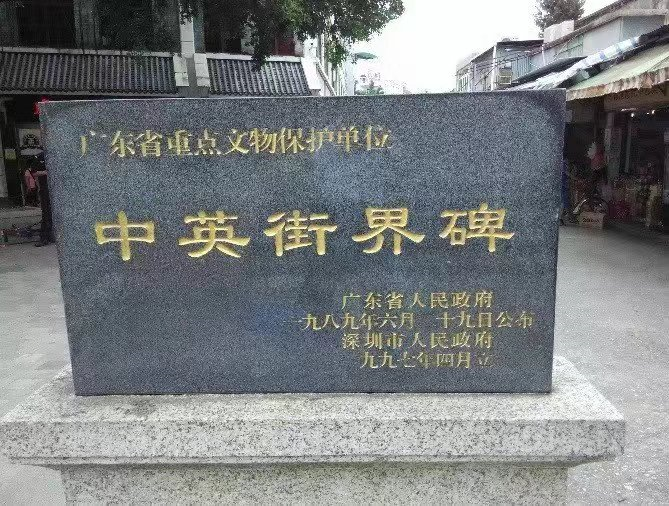 广东省重点文物保护单位
中英街界碑
广东省人民政府
一九八九年六月 十九日公布
深圳市人民政府
九九七年四月立